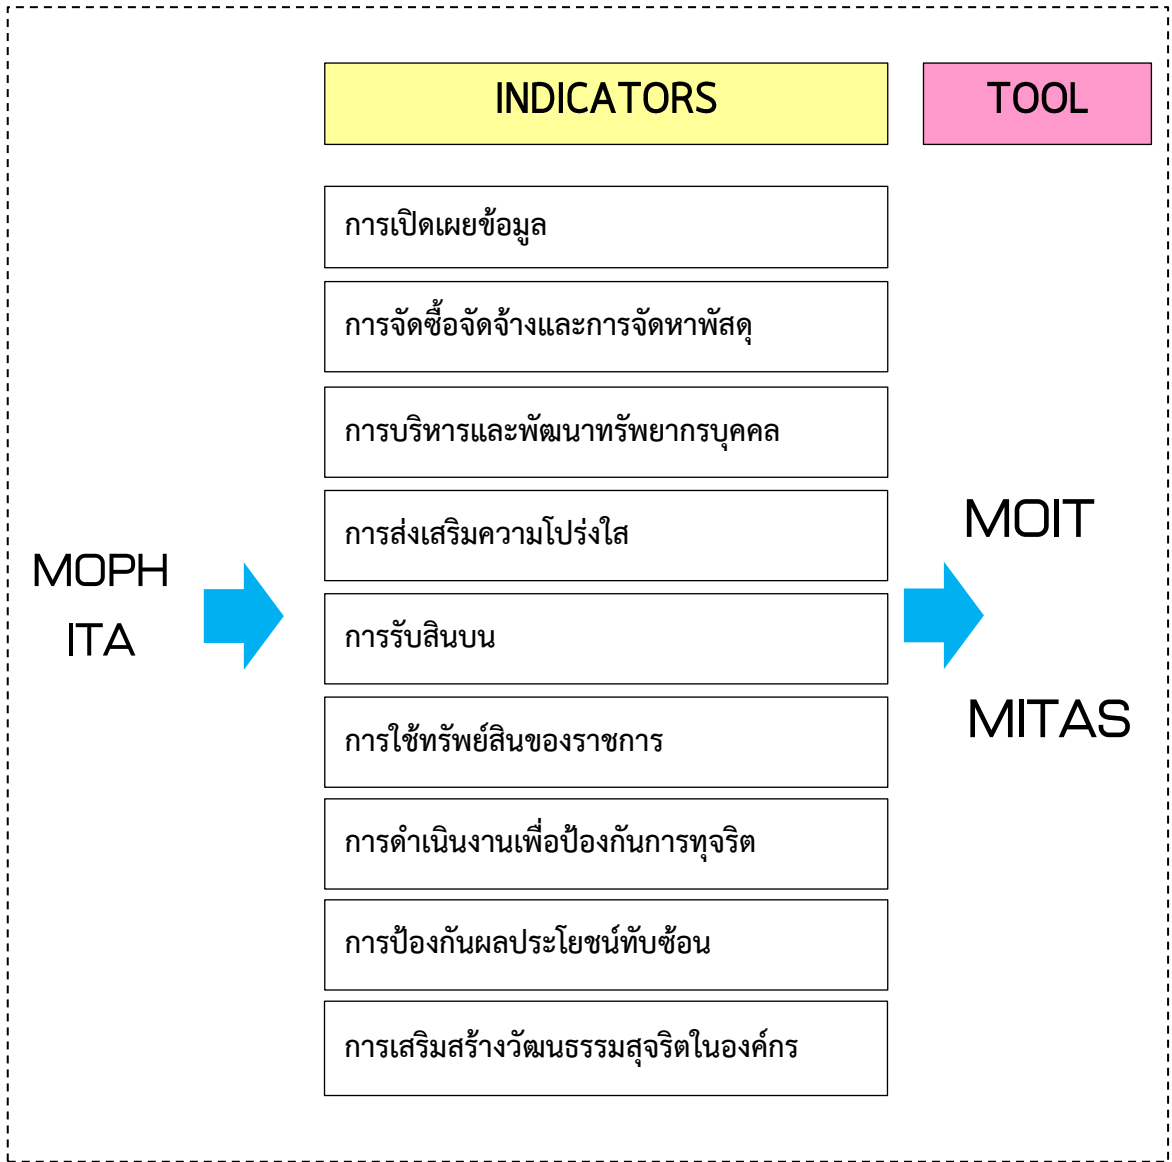 INDICATORS
TOOL
การเปิดเผยข้อมูล
การจัดซื้อจัดจ้างและการจัดหาพัสดุ
การบริหารและพัฒนาทรัพยากรบุคคล
การส่งเสริมความโปร่งใส
การรับสินบน
การใช้ทรัพย์สินของราชการ
การดำเนินงานเพื่อป้องกันการทุจริต
การป้องกันผลประโยชน์ทับซ้อน
การเสริมสร้างวัฒนธรรมสุจริตในองค์กร
MOPH
ITA
MOIT
MITAS